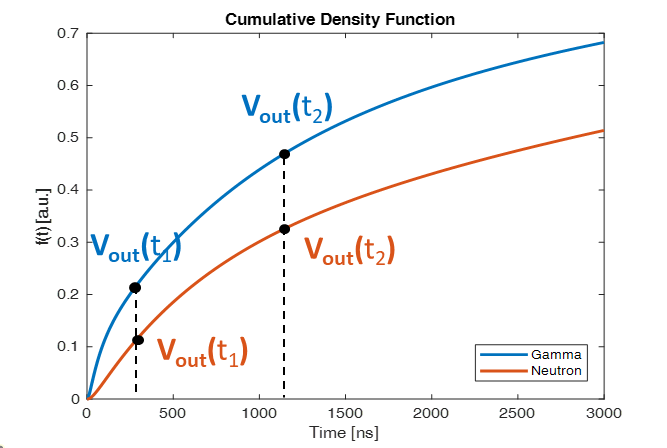 Cumulative Density Function
0.7
0.6
0.5
0.4
0.3
0.2
0.1
0
f(t) [a.u.]
Vout(t2)
Vout(t1)
Vout(t2)
Vout(t1)
Gamma
Neutron
0 500 1000 1500 2000 2500 3000
Time [ns]